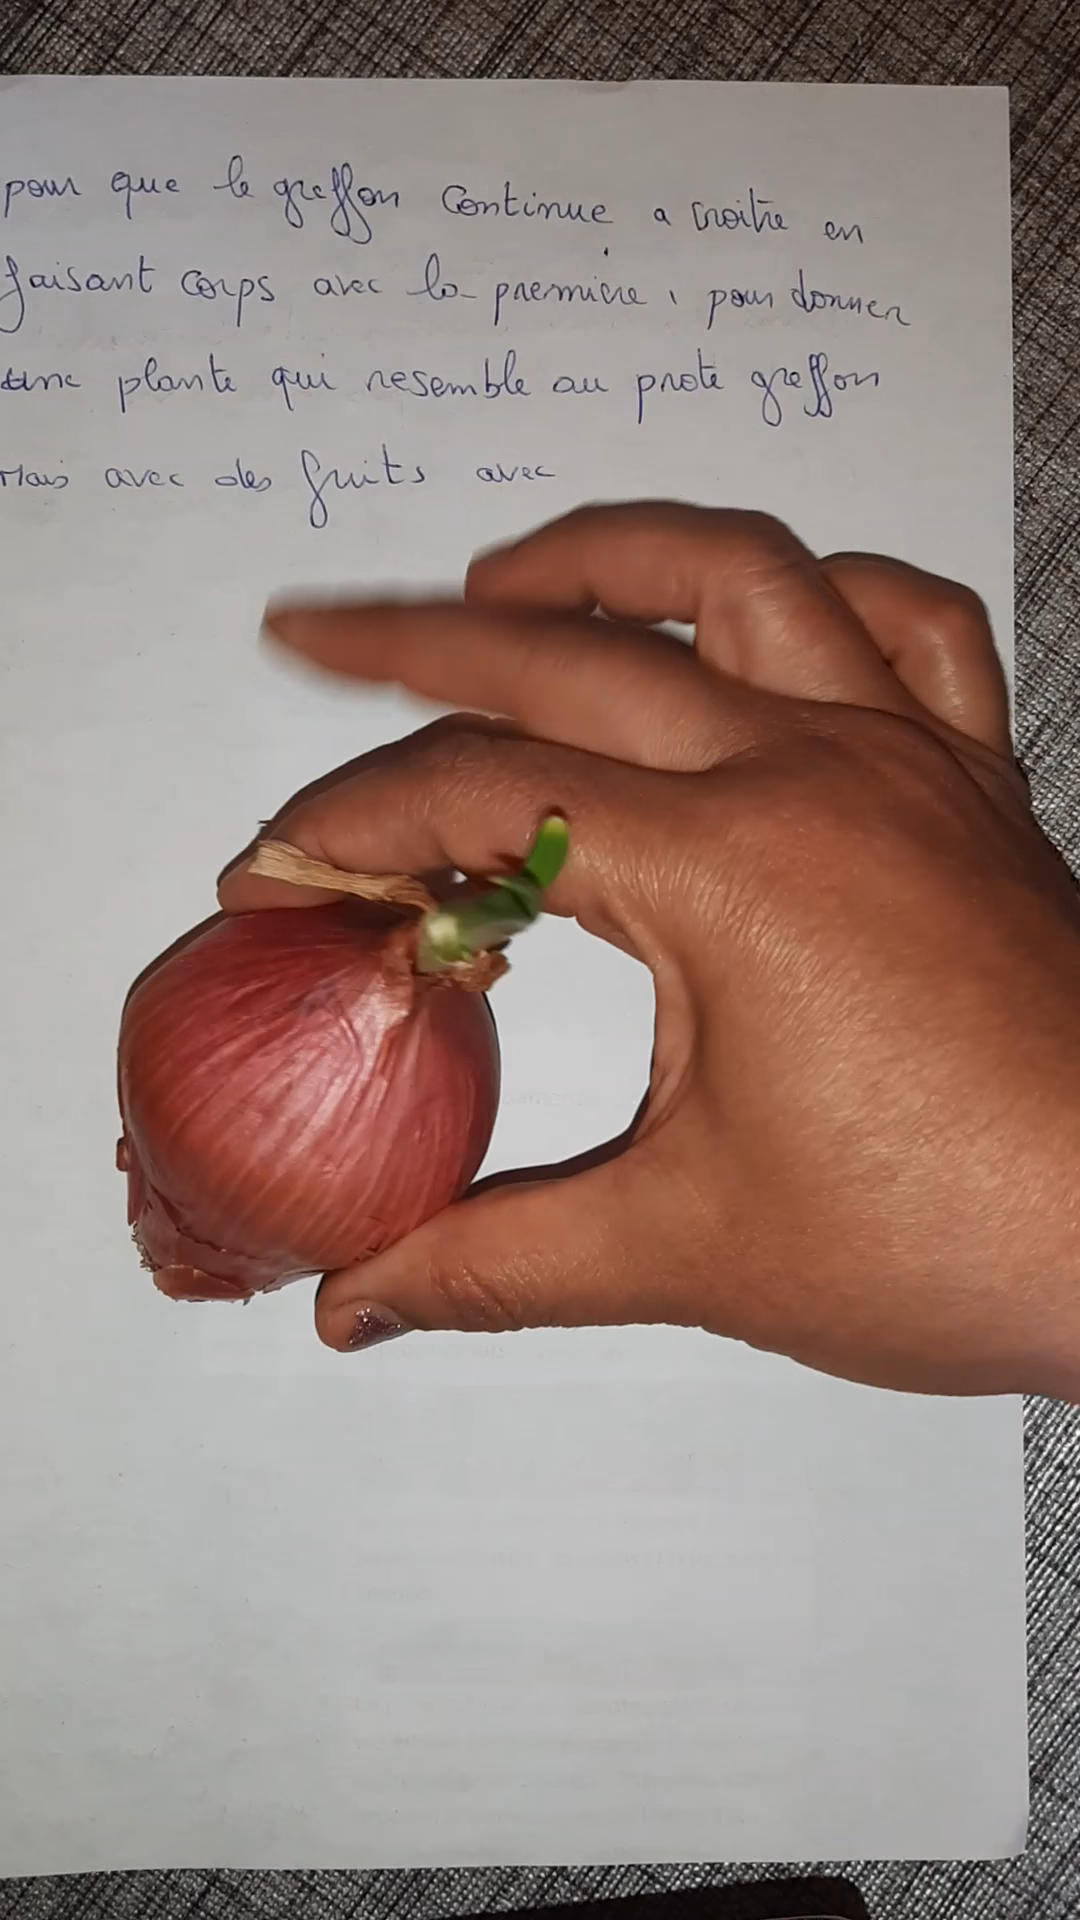 pour que le greffon continue a croitre en
faisant corps avec la première, pour donner
une plante qui resemble au prote greffon
Mais avec des fruits avec